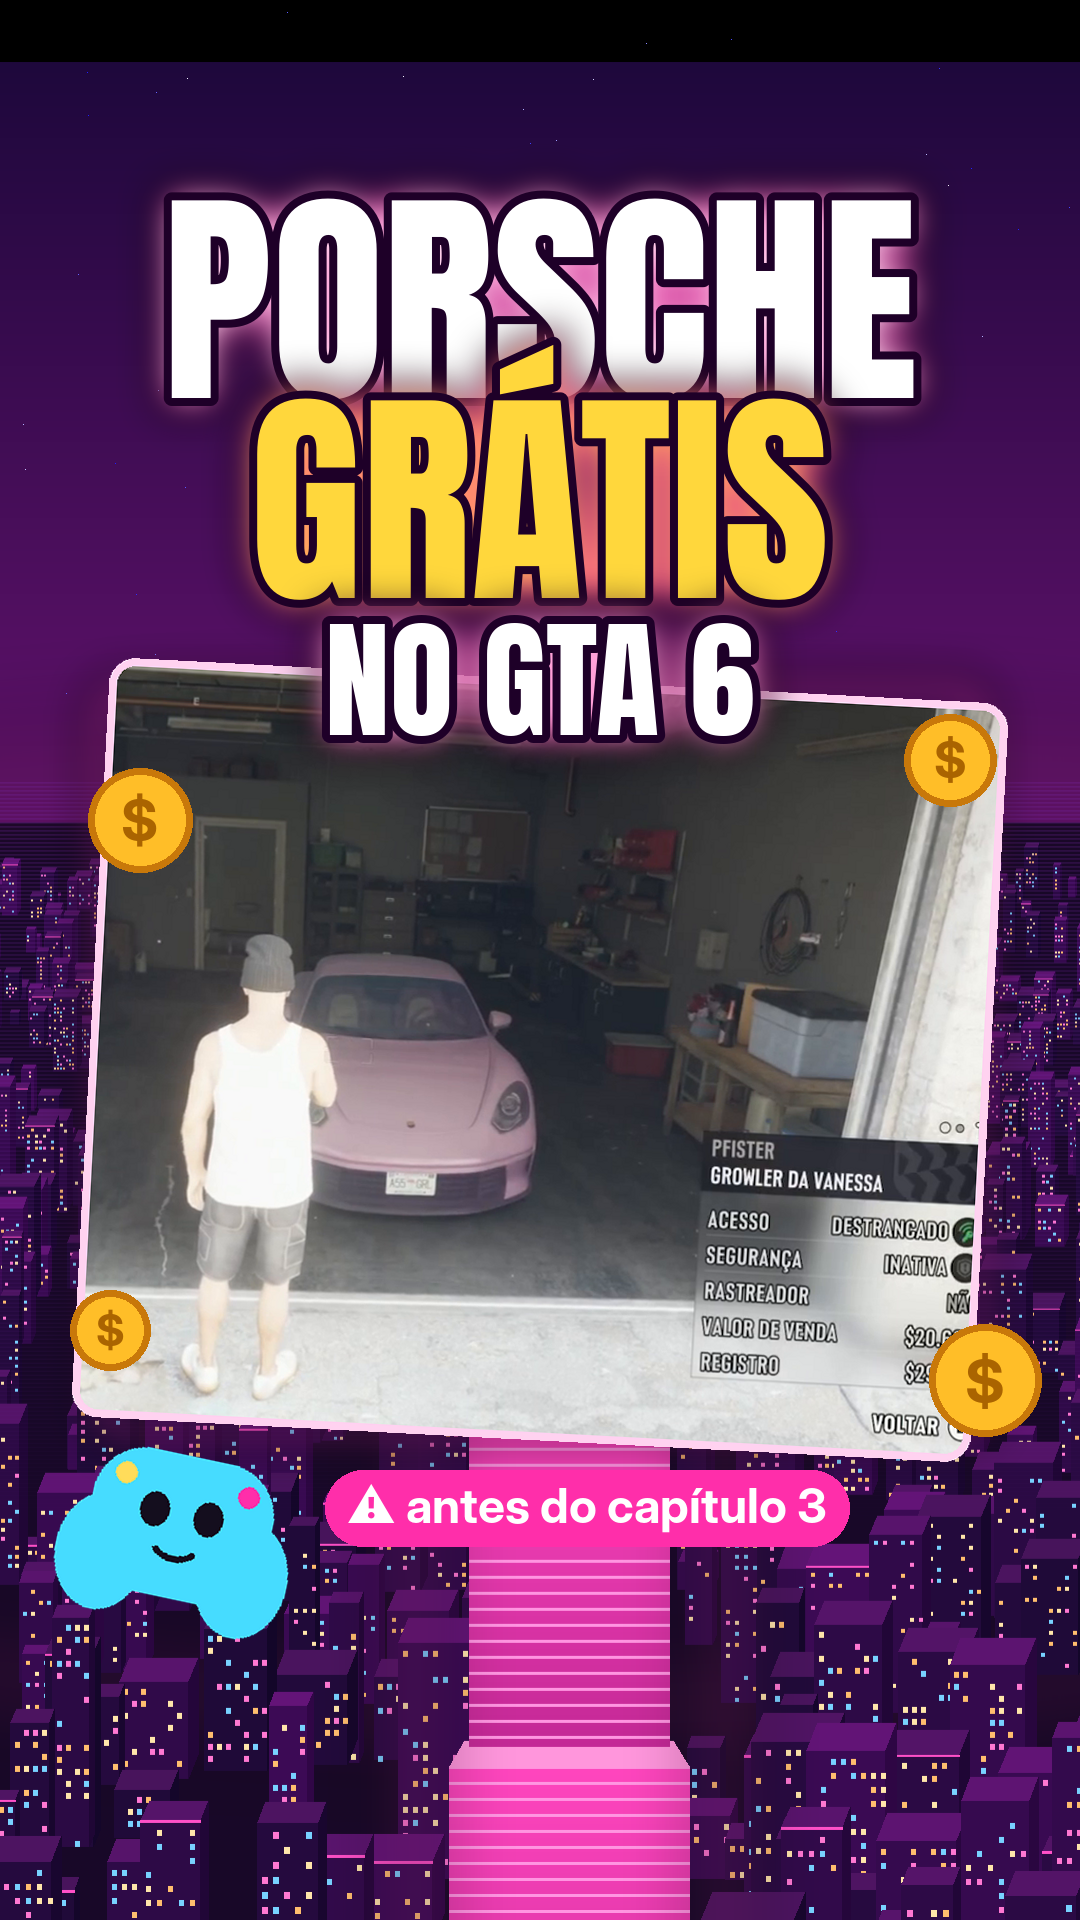 PORSCHE
GRÁTIS
NO GTA 6
$
$
PFISTER
GROWLER DA VANESSA
ACESSO DESTRANCADO
SEGURANÇA INATIVA
RASTREADOR
VALOR DE VENDA
REGISTRO
VOLTAR
$
$
⚠ antes do capítulo 3